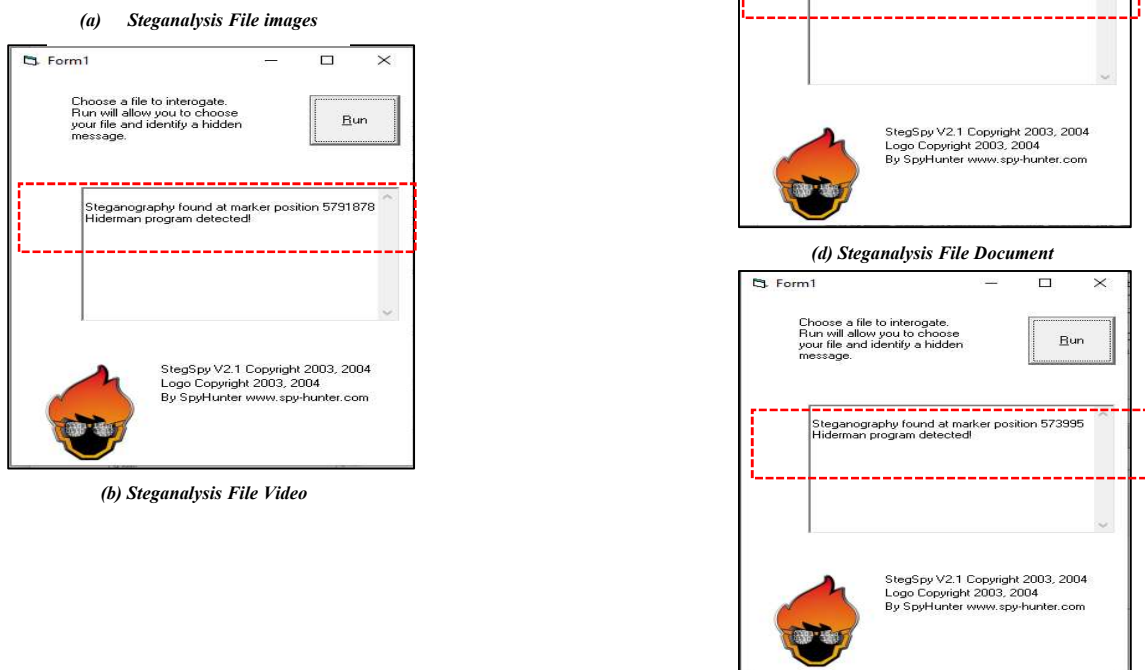 (a) Steganalysis File images
Form1
Choose a file to interogate.
Run will allow you to choose
your file and identify a hidden
message.
Run
Steganography found at marker position 5791878
Hiderman program detected!
StegSpy V2.1 Copyright 2003, 2004
Logo Copyright 2003, 2004
By SpyHunter www.spy-hunter.com
(b) Steganalysis File Video
StegSpy V2.1 Copyright 2003, 2004
Logo Copyright 2003, 2004
By SpyHunter www.spy-hunter.com
(d) Steganalysis File Document
Form1
Choose a file to interogate.
Run will allow you to choose
your file and identify a hidden
message.
Run
Steganography found at marker position 573995
Hiderman program detected!
StegSpy V2.1 Copyright 2003, 2004
Logo Copyright 2003, 2004
By SpyHunter www.spy-hunter.com